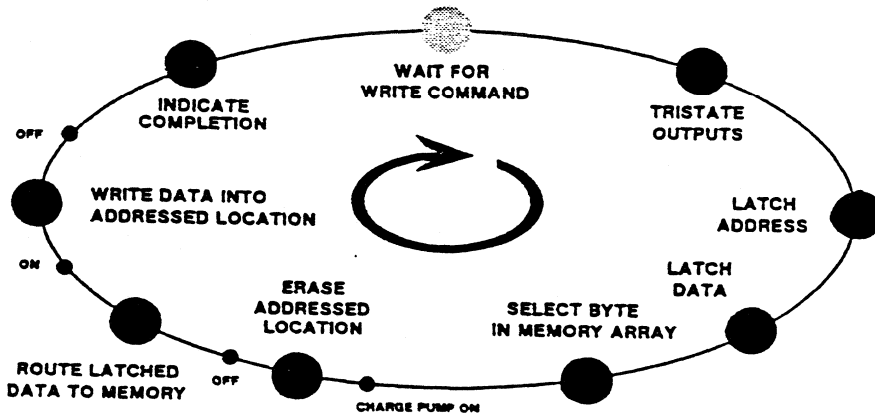 WAIT FOR
WRITE COMMAND
TRISTATE
OUTPUTS
LATCH
ADDRESS
LATCH
DATA
SELECT BYTE
IN MEMORY ARRAY
CHARGE PUMP ON
ERASE
ADDRESSED
LOCATION
OFF
ROUTE LATCHED
DATA TO MEMORY
ON
WRITE DATA INTO
ADDRESSED LOCATION
OFF
INDICATE
COMPLETION